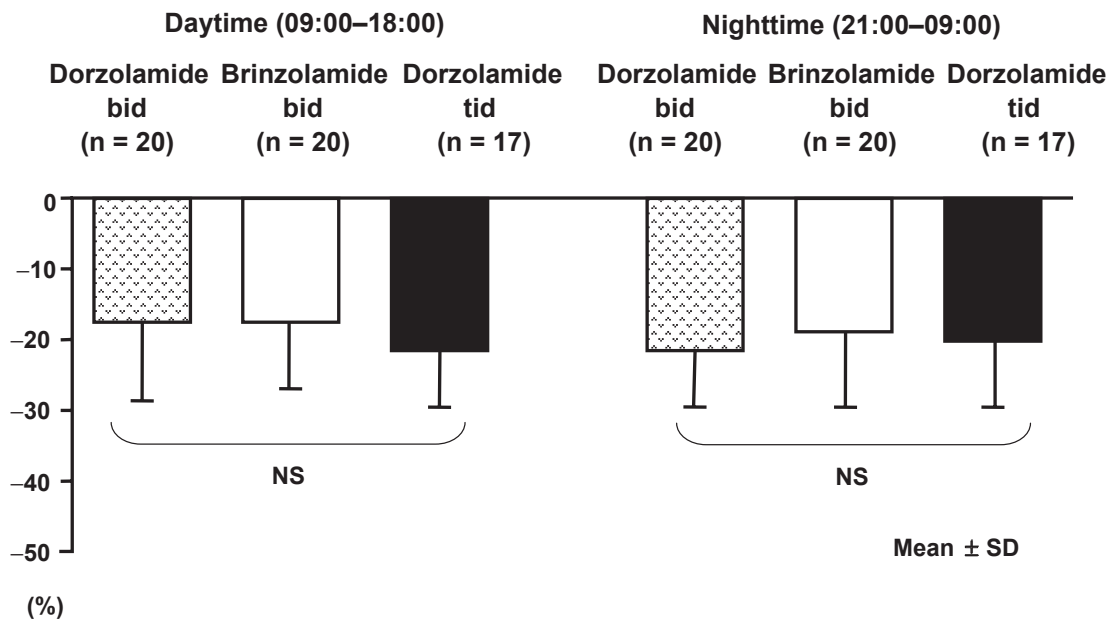 Daytime (09:00–18:00)
Nighttime (21:00–09:00)
Dorzolamide bid (n = 20)
Brinzolamide bid (n = 20)
Dorzolamide tid (n = 17)
Dorzolamide bid (n = 20)
Brinzolamide bid (n = 20)
Dorzolamide tid (n = 17)
0
−10
−20
−30
−40
−50
(%)
NS
NS
Mean ± SD